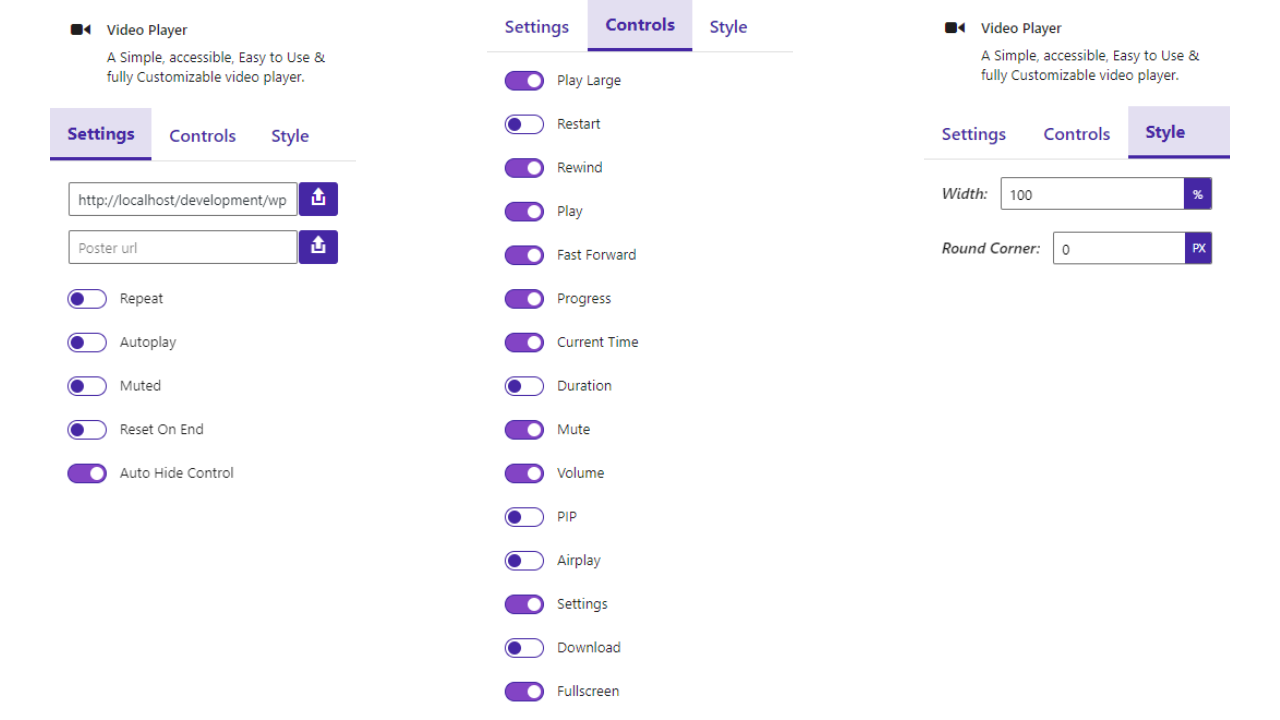 Video Player
A Simple, accessible, Easy to Use &
fully Customizable video player.
Settings Controls Style
http://localhost/development/wp
Poster url
Repeat
Autoplay
Muted
Reset On End
Auto Hide Control
Settings Controls Style
Play Large
Restart
Rewind
Play
Fast Forward
Progress
Current Time
Duration
Mute
Volume
PIP
Airplay
Settings
Download
Fullscreen
Video Player
A Simple, accessible, Easy to Use &
fully Customizable video player.
Settings Controls Style
Width: 100 %
Round Corner: 0 PX